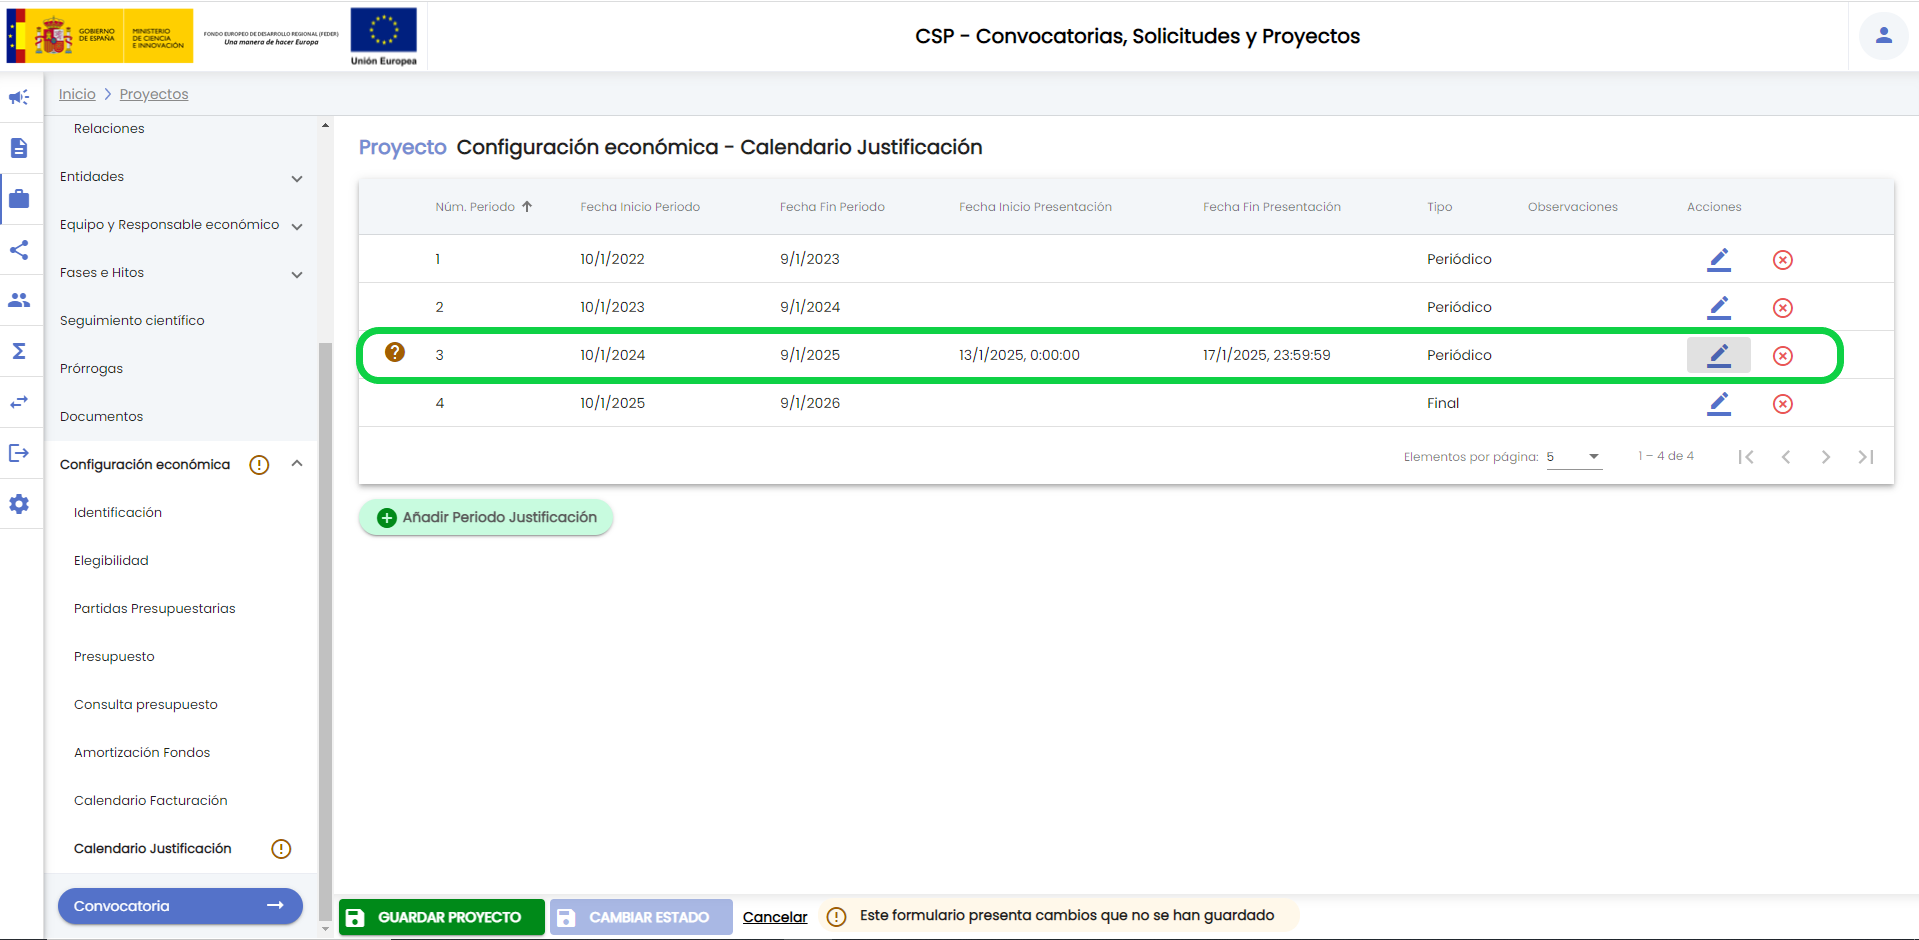 GOBIERNO
DE ESPAÑA
MINISTERIO
DE CIENCIA
E INNOVACIÓN
FONDO EUROPEO DE DESARROLLO REGIONAL (FEDER)
Una manera de hacer Europa
Unión Europea
CSP - Convocatorias, Solicitudes y Proyectos
Inicio > Proyectos
Relaciones
Entidades
Equipo y Responsable económico
Fases e Hitos
Seguimiento científico
Prórrogas
Documentos
Configuración económica
Identificación
Elegibilidad
Partidas Presupuestarias
Presupuesto
Consulta presupuesto
Amortización Fondos
Calendario Facturación
Calendario Justificación
Convocatoria
Proyecto Configuración económica - Calendario Justificación
Núm. Periodo Fecha Inicio Periodo Fecha Fin Periodo Fecha Inicio Presentación Fecha Fin Presentación Tipo Observaciones Acciones
1 10/1/2022 9/1/2023 Periódico
2 10/1/2023 9/1/2024 Periódico
? 3 10/1/2024 9/1/2025 13/1/2025, 0:00:00 17/1/2025, 23:59:59 Periódico
4 10/1/2025 9/1/2026 Final
Elementos por página: 5 1 – 4 de 4
Añadir Periodo Justificación
GUARDAR PROYECTO CAMBIAR ESTADO Cancelar Este formulario presenta cambios que no se han guardado